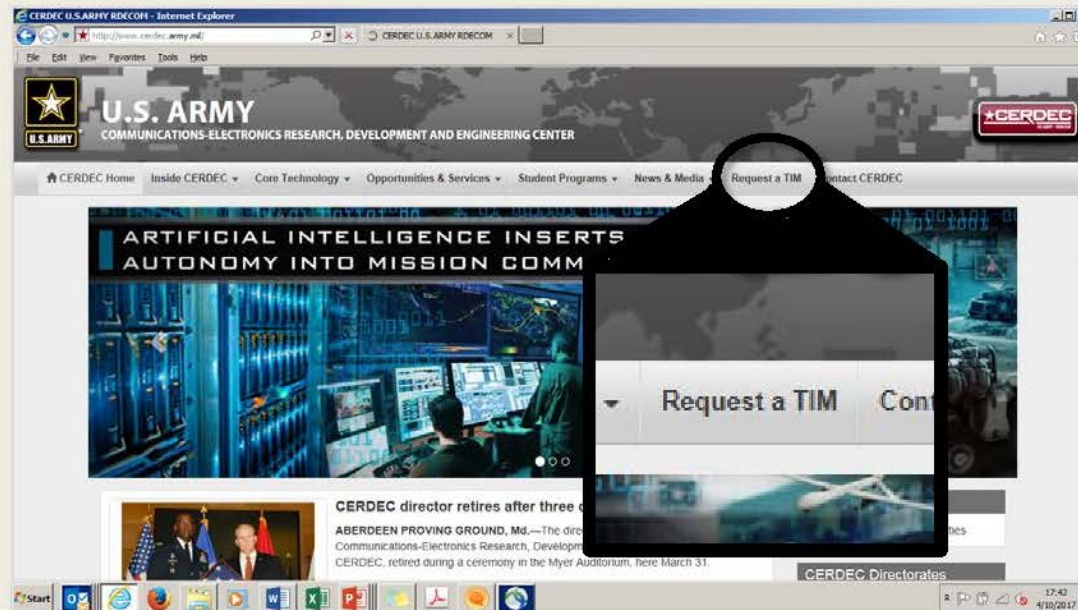 CERDEC U.S.ARMY RDECOM - Internet Explorer
http://www.cerdec.army.mil/
CERDEC U.S.ARMY RDECOM
File Edit View Favorites Tools Help
U.S. ARMY
COMMUNICATIONS-ELECTRONICS RESEARCH, DEVELOPMENT AND ENGINEERING CENTER
U.S.ARMY
CERDEC
CERDEC Home Inside CERDEC Core Technology Opportunities & Services Student Programs News & Media Request a TIM ontact CERDEC
ARTIFICIAL INTELLIGENCE INSERTS
AUTONOMY INTO MISSION COMM
Request a TIM Cont
CERDEC director retires after three
ABERDEEN PROVING GROUND, Md.—The dire
Communications-Electronics Research, Developm
CERDEC, retired during a ceremony in the Myer Auditorium, here March 31.
ties
CERDEC Directorates
Start
17:42
4/10/2017